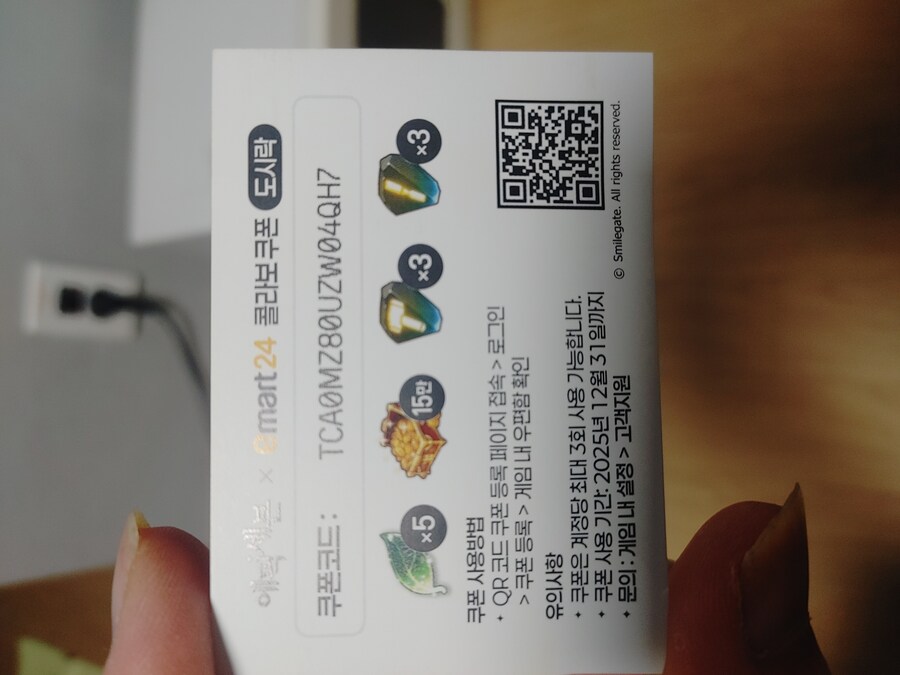 에픽세븐 × emart24 콜라보 쿠폰 도시락
쿠폰코드 : TCA0MZ80UZW04QH7
×5 15만 ×3 ×3
쿠폰 사용방법
• QR 코드 쿠폰 등록 페이지 접속 > 로그인
> 쿠폰 등록 > 게임 내 우편함 확인
유의사항
• 쿠폰은 계정당 최대 3회 사용 가능합니다.
• 쿠폰 사용 기간: 2025년 12월 31일까지
• 문의 : 게임 내 설정 > 고객지원
© Smilegate. All rights reserved.